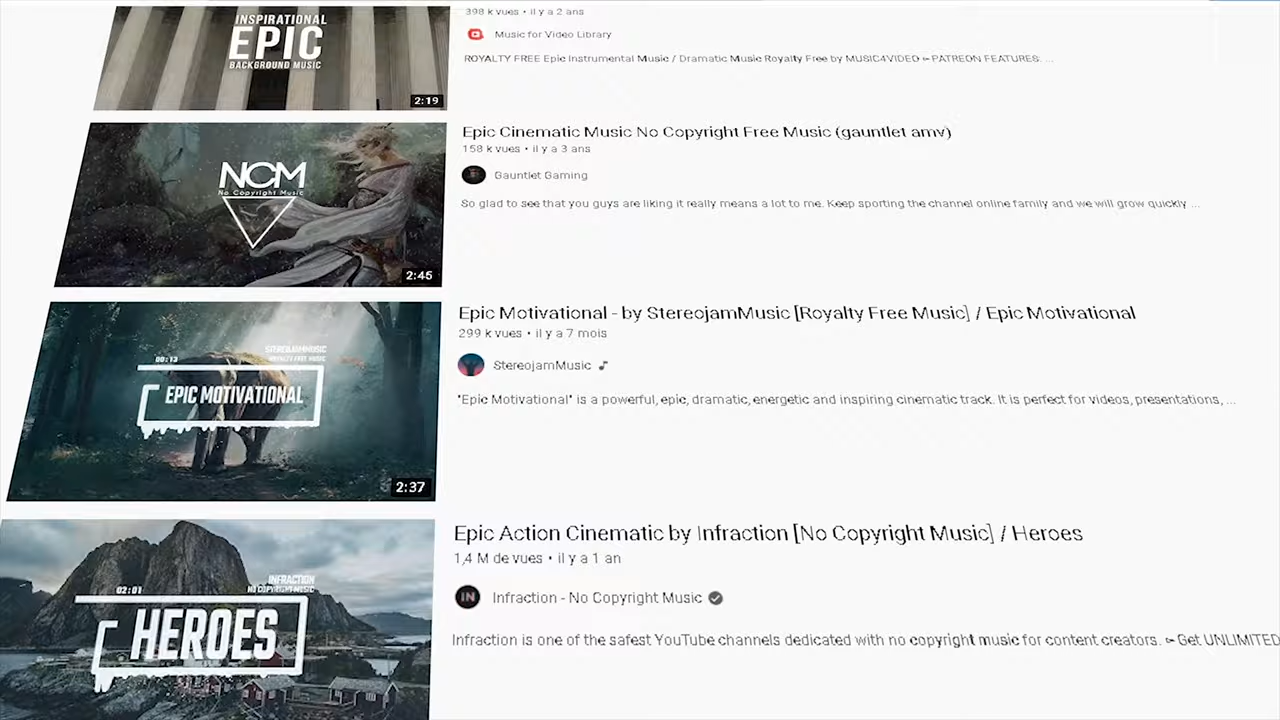 INSPIRATIONAL
EPIC
BACKGROUND MUSIC
2:19
398 k vues • il y a 2 ans
Music for Video Library
ROYALTY FREE Epic Instrumental Music / Dramatic Music Royalty Free by MUSIC4VIDEO ➳ PATREON FEATURES: ...
NCM
No Copyright Music
2:45
Epic Cinematic Music No Copyright Free Music (gauntlet amv)
158 k vues • il y a 3 ans
Gauntlet Gaming
So glad to see that you guys are liking it really means a lot to me. Keep sporting the channel online family and we will grow quickly ...
00:13
STEREOJAMMUSIC
ROYALTY FREE MUSIC
EPIC MOTIVATIONAL
2:37
Epic Motivational - by StereojamMusic [Royalty Free Music] / Epic Motivational
299 k vues • il y a 7 mois
StereojamMusic ♪
"Epic Motivational" is a powerful, epic, dramatic, energetic and inspiring cinematic track. It is perfect for videos, presentations, ...
02:01
INFRACTION
NO COPYRIGHT MUSIC
HEROES
Epic Action Cinematic by Infraction [No Copyright Music] / Heroes
1,4 M de vues • il y a 1 an
IN
Infraction - No Copyright Music
Infraction is one of the safest YouTube channels dedicated with no copyright music for content creators. ➳ Get UNLIMITED